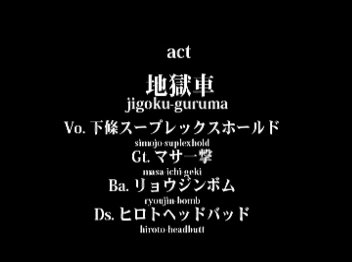 act
地獄車
jigoku-guruma
Vo. 下條スープレックスホールド
simojo-suplexhold
Gt. マサ一撃
masa-ichi-geki
Ba. リョウジンボム
ryoujin-bomb
Ds. ヒロトヘッドバッド
hiroto-headbutt